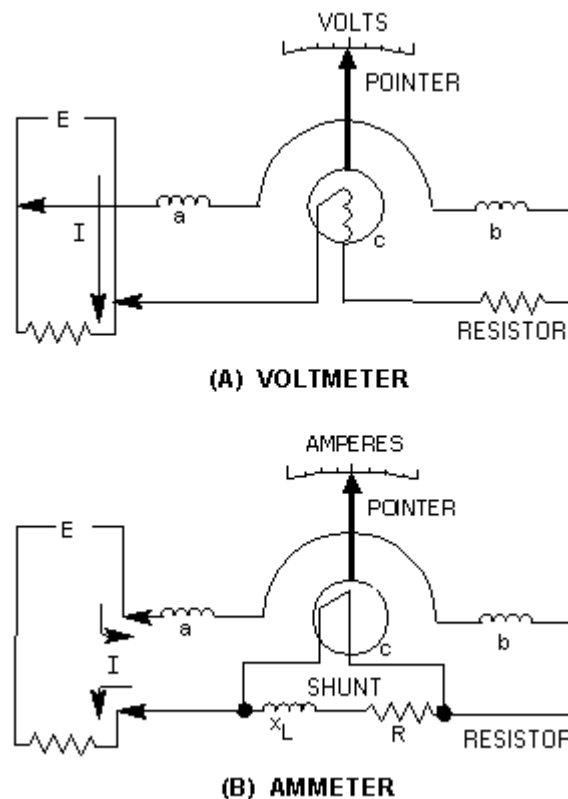 VOLTS
POINTER
E
I
a
c
b
RESISTOR
(A) VOLTMETER
AMPERES
POINTER
E
a
c
b
I
SHUNT
XL
R
RESISTOR
(B) AMMETER